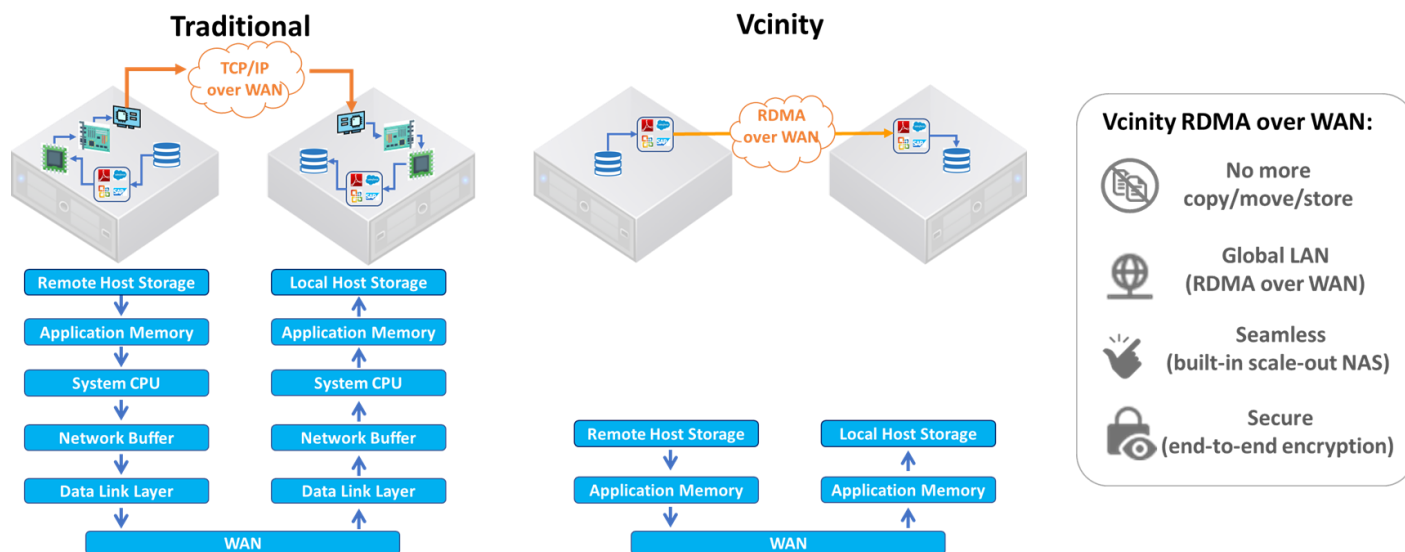 Traditional
TCP/IP
over WAN
Remote Host Storage
Application Memory
System CPU
Network Buffer
Data Link Layer
Local Host Storage
Application Memory
System CPU
Network Buffer
Data Link Layer
WAN
Vcinity
RDMA
over WAN
Remote Host Storage
Application Memory
Local Host Storage
Application Memory
WAN
Vcinity RDMA over WAN:
No more
copy/move/store
Global LAN
(RDMA over WAN)
Seamless
(built-in scale-out NAS)
Secure
(end-to-end encryption)